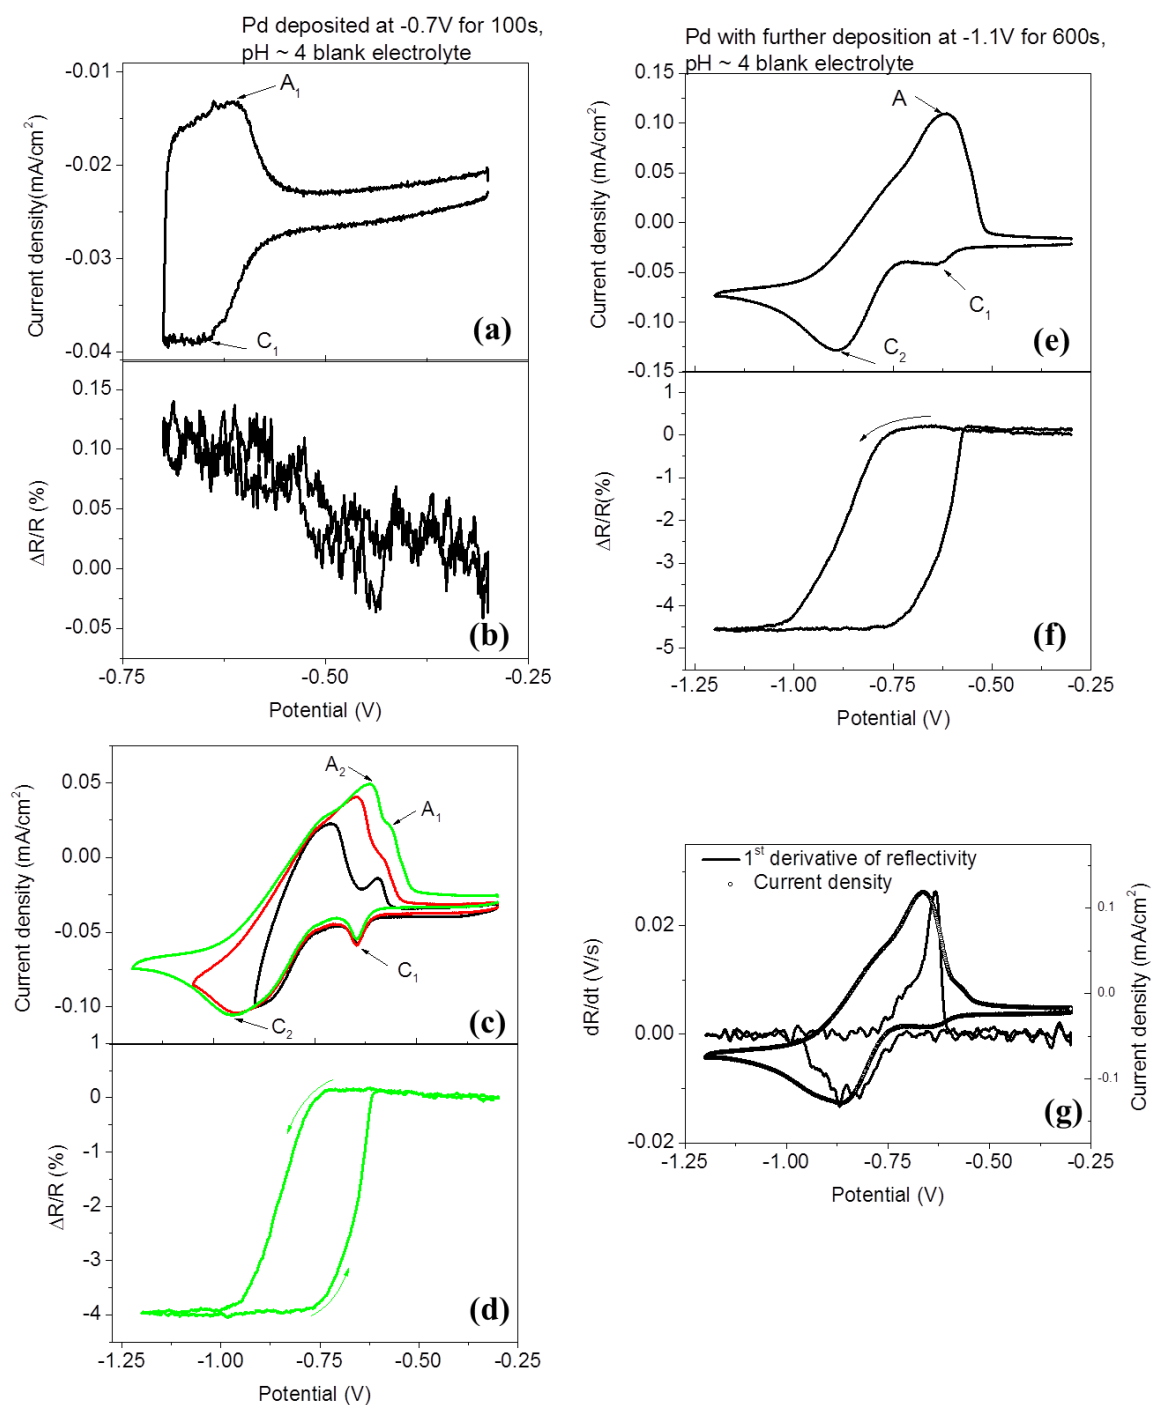 Pd deposited at -0.7V for 100s,
pH ~ 4 blank electrolyte
-0.01
-0.02
-0.03
-0.04
Current density(mA/cm²)
A₁
C₁
(a)
0.15
0.10
0.05
0.00
-0.05
ΔR/R (%)
(b)
-0.75
-0.50
-0.25
Potential (V)
Pd with further deposition at -1.1V for 600s,
pH ~ 4 blank electrolyte
0.15
0.10
0.05
0.00
-0.05
-0.10
-0.15
Current density (mA/cm²)
A
C₁
C₂
(e)
1
0
-1
-2
-3
-4
-5
ΔR/R(%)
(f)
-1.25
-1.00
-0.75
-0.50
-0.25
Potential (V)
0.05
0.00
-0.05
-0.10
Current density (mA/cm²)
A₂
A₁
C₁
C₂
(c)
1
0
-1
-2
-3
-4
ΔR/R (%)
(d)
-1.25
-1.00
-0.75
-0.50
-0.25
Potential (V)
1ˢᵗ derivative of reflectivity
Current density
0.02
0.00
-0.02
dR/dt (V/s)
0.1
0.0
-0.1
Current density (mA/cm²)
(g)
-1.25
-1.00
-0.75
-0.50
-0.25
Potential (V)